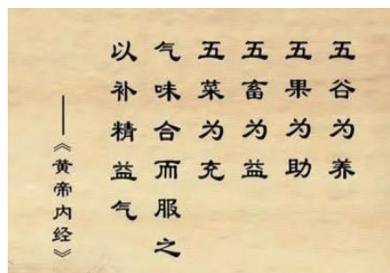 五谷为养
五果为助
五畜为益
五菜为充
气味合而服之
以补精益气
——《黄帝内经》